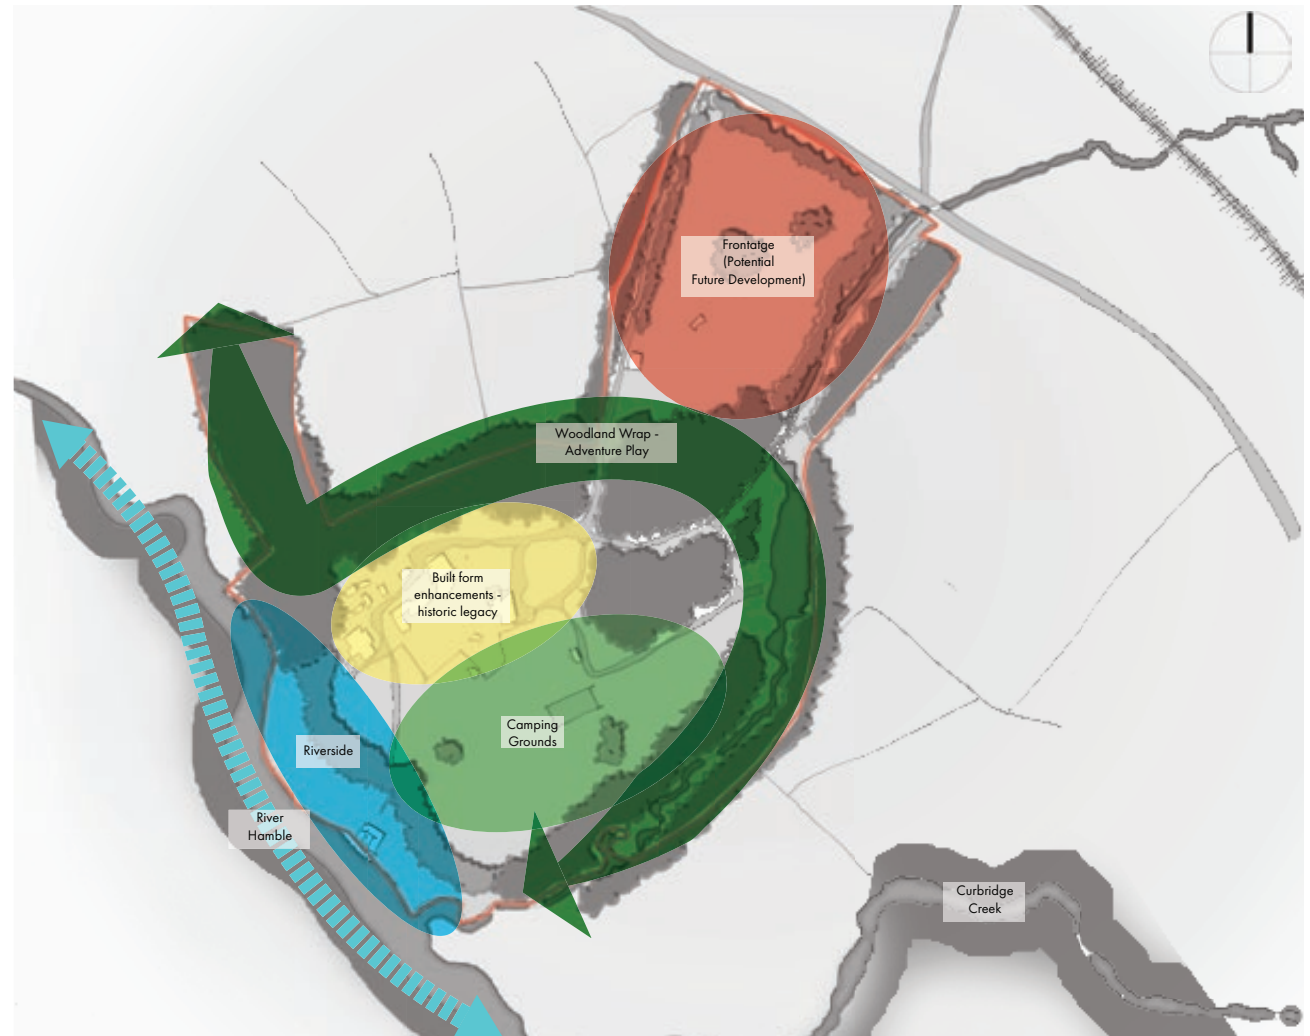 Frontatge
(Potential
Future Development)
Woodland Wrap -
Adventure Play
Built form
enhancements -
historic legacy
Camping
Grounds
Riverside
River
Hamble
Curbridge
Creek